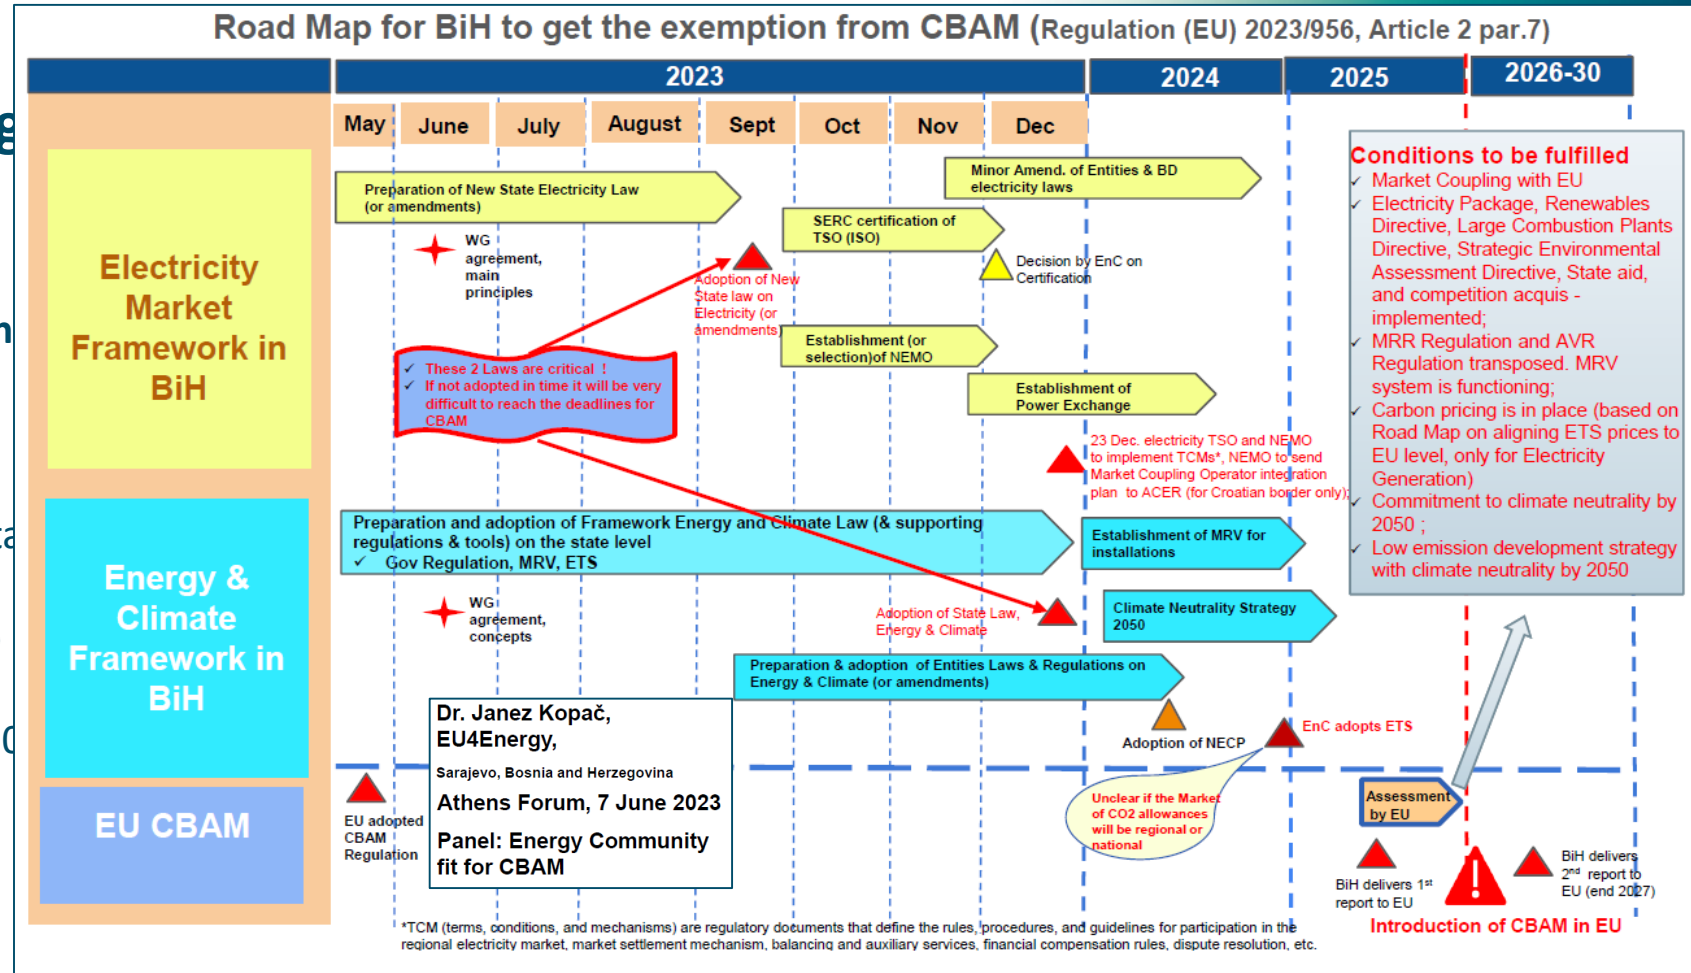 Road Map for BiH to get the exemption from CBAM (Regulation (EU) 2023/956, Article 2 par.7)
2023
2024
2025
2026-30
May
June
July
August
Sept
Oct
Nov
Dec
Electricity
Market
Framework in
BiH
Preparation of New State Electricity Law
(or amendments)
Minor Amend. of Entities & BD
electricity laws
SERC certification of
TSO (ISO)
WG
agreement,
main
principles
Adoption of New
State law on
Electricity (or
amendments)
Decision by EnC on
Certification
Establishment (or
selection)of NEMO
✓ These 2 Laws are critical !
✓ If not adopted in time it will be very
difficult to reach the deadlines for
CBAM
Establishment of
Power Exchange
23 Dec. electricity TSO and NEMO
to implement TCMs*, NEMO to send
Market Coupling Operator integration
plan to ACER (for Croatian border only);
Energy &
Climate
Framework in
BiH
Preparation and adoption of Framework Energy and Climate Law (& supporting
regulations & tools) on the state level
✓ Gov Regulation, MRV, ETS
Establishment of MRV for
installations
WG
agreement,
concepts
Adoption of State Law,
Energy & Climate
Climate Neutrality Strategy
2050
Preparation & adoption of Entities Laws & Regulations on
Energy & Climate (or amendments)
Adoption of NECP
EnC adopts ETS
Unclear if the Market
of CO2 allowances
will be regional or
national
Conditions to be fulfilled
✓ Market Coupling with EU
✓ Electricity Package, Renewables
Directive, Large Combustion Plants
Directive, Strategic Environmental
Assessment Directive, State aid,
and competition acquis -
implemented;
✓ MRR Regulation and AVR
Regulation transposed. MRV
system is functioning;
✓ Carbon pricing is in place (based on
Road Map on aligning ETS prices to
EU level, only for Electricity
Generation)
✓ Commitment to climate neutrality by
2050 ;
✓ Low emission development strategy
with climate neutrality by 2050
EU CBAM
EU adopted
CBAM
Regulation
Dr. Janez Kopač,
EU4Energy,
Sarajevo, Bosnia and Herzegovina
Athens Forum, 7 June 2023
Panel: Energy Community
fit for CBAM
Assessment
by EU
BiH delivers 1st
report to EU
BiH delivers
2nd report to
EU (end 2027)
Introduction of CBAM in EU
*TCM (terms, conditions, and mechanisms) are regulatory documents that define the rules, procedures, and guidelines for participation in the
regional electricity market, market settlement mechanism, balancing and auxiliary services, financial compensation rules, dispute resolution, etc.